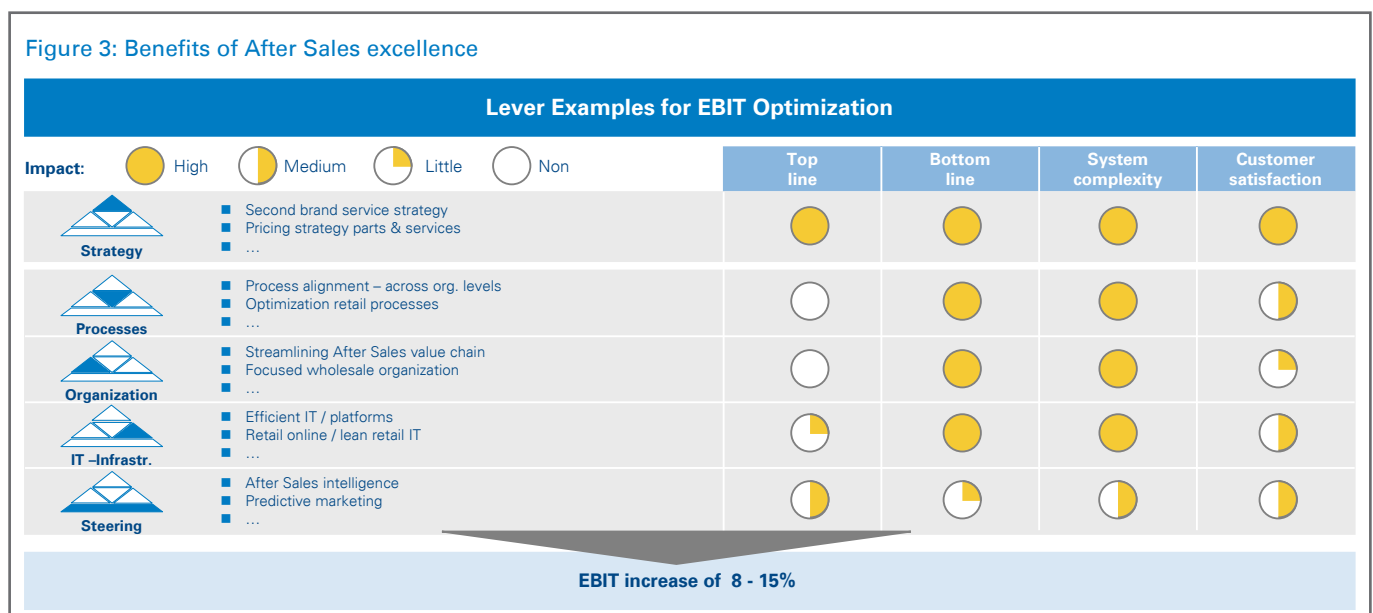 Figure 3: Benefits of After Sales excellence
Lever Examples for EBIT Optimization
Impact: High Medium Little Non
Top line
Bottom line
System complexity
Customer satisfaction
Second brand service strategy
Pricing strategy parts & services
…
Strategy
Process alignment – across org. levels
Optimization retail processes
…
Processes
Streamlining After Sales value chain
Focused wholesale organization
…
Organization
Efficient IT / platforms
Retail online / lean retail IT
…
IT –Infrastr.
After Sales intelligence
Predictive marketing
…
Steering
EBIT increase of 8 - 15%